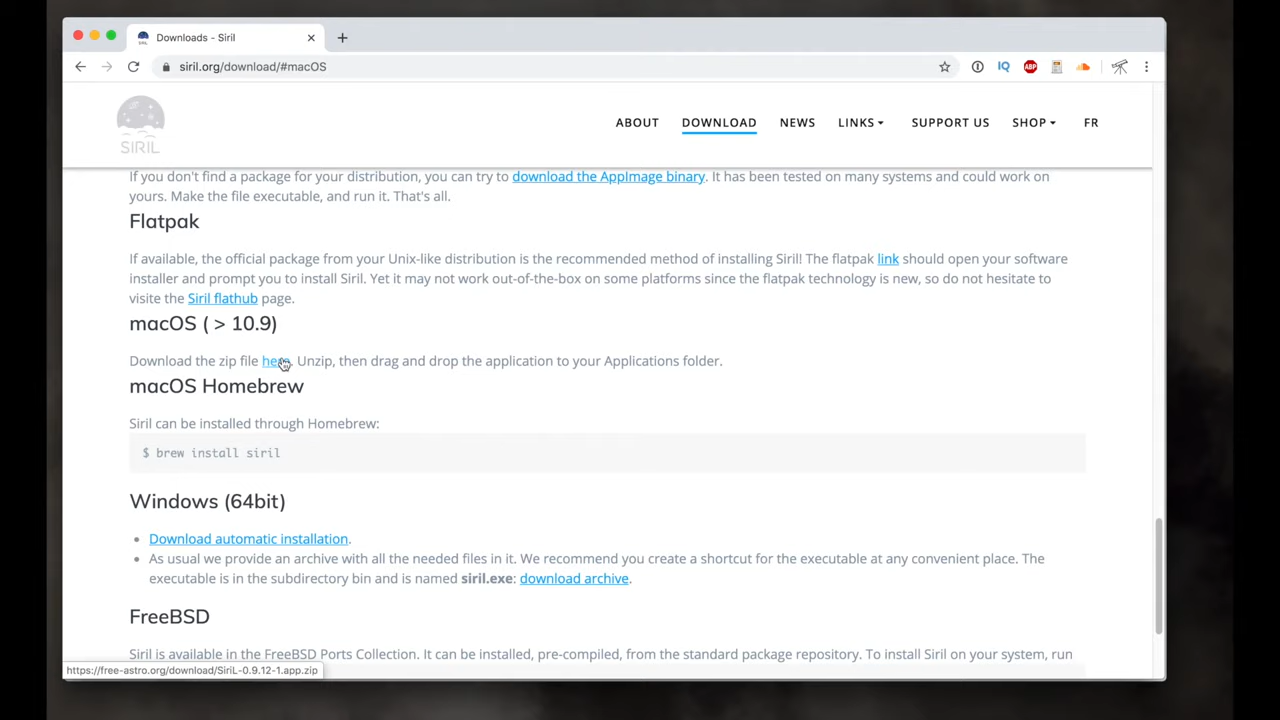 Downloads - Siril
siril.org/download/#macOS
IQ
ABP
SIRIL
ABOUT
DOWNLOAD
NEWS
LINKS
SUPPORT US
SHOP
FR
If you don't find a package for your distribution, you can try to download the AppImage binary. It has been tested on many systems and could work on
yours. Make the file executable, and run it. That's all.
Flatpak
If available, the official package from your Unix-like distribution is the recommended method of installing Siril! The flatpak link should open your software
installer and prompt you to install Siril. Yet it may not work out-of-the-box on some platforms since the flatpak technology is new, so do not hesitate to
visite the Siril flathub page.
macOS ( > 10.9)
Download the zip file here. Unzip, then drag and drop the application to your Applications folder.
macOS Homebrew
Siril can be installed through Homebrew:
$ brew install siril
Windows (64bit)
Download automatic installation.
As usual we provide an archive with all the needed files in it. We recommend you create a shortcut for the executable at any convenient place. The
executable is in the subdirectory bin and is named siril.exe: download archive.
FreeBSD
Siril is available in the FreeBSD Ports Collection. It can be installed, pre-compiled, from the standard package repository. To install Siril on your system, run
https://free-astro.org/download/SiriL-0.9.12-1.app.zip